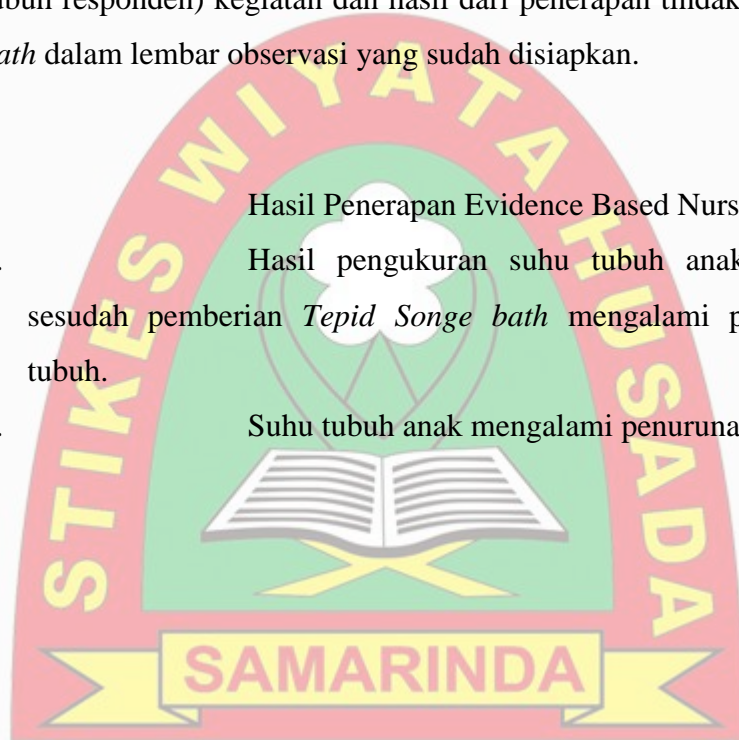 ubuh responden) kegiatan dan hasil dari penerapan tindak
ath dalam lembar observasi yang sudah disiapkan.
Hasil Penerapan Evidence Based Nurs
. Hasil pengukuran suhu tubuh anak
sesudah pemberian Tepid Songe bath mengalami p
tubuh.
. Suhu tubuh anak mengalami penuruna
STIKES WIYATA HUSADA
SAMARINDA